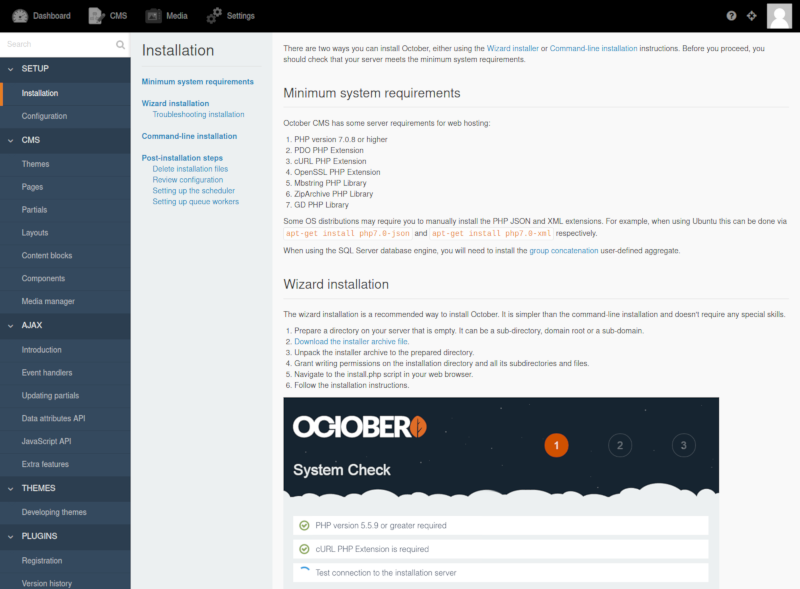 Dashboard
CMS
Media
Settings
Search
SETUP
Installation
Configuration
CMS
Themes
Pages
Partials
Layouts
Content blocks
Components
Media manager
AJAX
Introduction
Event handlers
Updating partials
Data attributes API
JavaScript API
Extra features
THEMES
Developing themes
PLUGINS
Registration
Version history
Installation
Minimum system requirements
Wizard installation
Troubleshooting installation
Command-line installation
Post-installation steps
Delete installation files
Review configuration
Setting up the scheduler
Setting up queue workers
There are two ways you can install October, either using the Wizard installer or Command-line installation instructions. Before you proceed, you
should check that your server meets the minimum system requirements.
Minimum system requirements
October CMS has some server requirements for web hosting:
1. PHP version 7.0.8 or higher
2. PDO PHP Extension
3. cURL PHP Extension
4. OpenSSL PHP Extension
5. Mbstring PHP Library
6. ZipArchive PHP Library
7. GD PHP Library
Some OS distributions may require you to manually install the PHP JSON and XML extensions. For example, when using Ubuntu this can be done via
apt-get install php7.0-json and apt-get install php7.0-xml respectively.
When using the SQL Server database engine, you will need to install the group concatenation user-defined aggregate.
Wizard installation
The wizard installation is a recommended way to install October. It is simpler than the command-line installation and doesn't require any special skills.
1. Prepare a directory on your server that is empty. It can be a sub-directory, domain root or a sub-domain.
2. Download the installer archive file.
3. Unpack the installer archive to the prepared directory.
4. Grant writing permissions on the installation directory and all its subdirectories and files.
5. Navigate to the install.php script in your web browser.
6. Follow the installation instructions.
OCTOBER
1 2 3
System Check
PHP version 5.5.9 or greater required
cURL PHP Extension is required
Test connection to the installation server